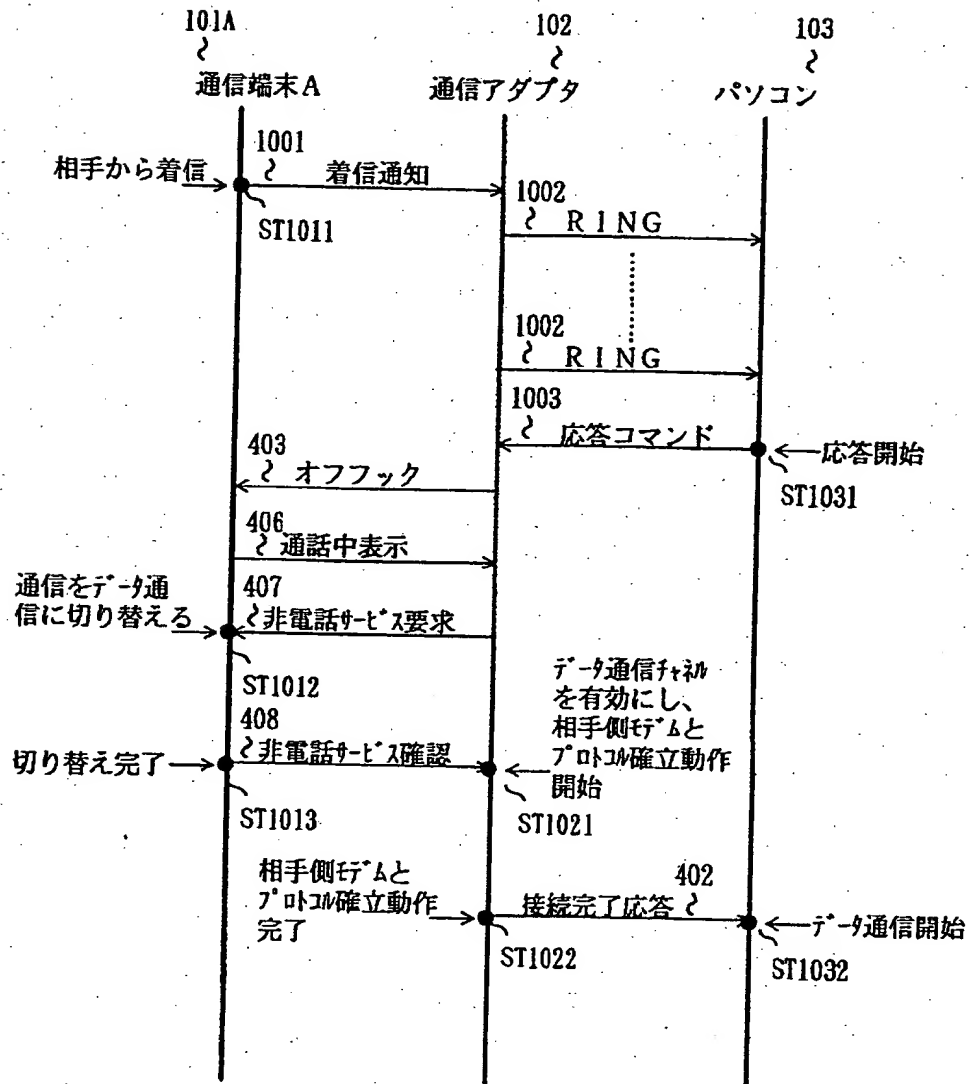 101A
102
103
通信端末A
通信アダプタ
パソコン
1001
相手から着信
着信通知
ST1011
1002
RING
1002
RING
1003
応答コマンド
応答開始
ST1031
403
オフフック
406
通話中表示
通信をデータ通
信に切り替える
407
非電話サービス要求
ST1012
データ通信チャネル
を有効にし、
相手側モデムと
プロトコル確立動作
開始
408
非電話サービス確認
切り替え完了
ST1013
ST1021
相手側モデムと
プロトコル確立動作
完了
402
接続完了応答
データ通信開始
ST1022
ST1032